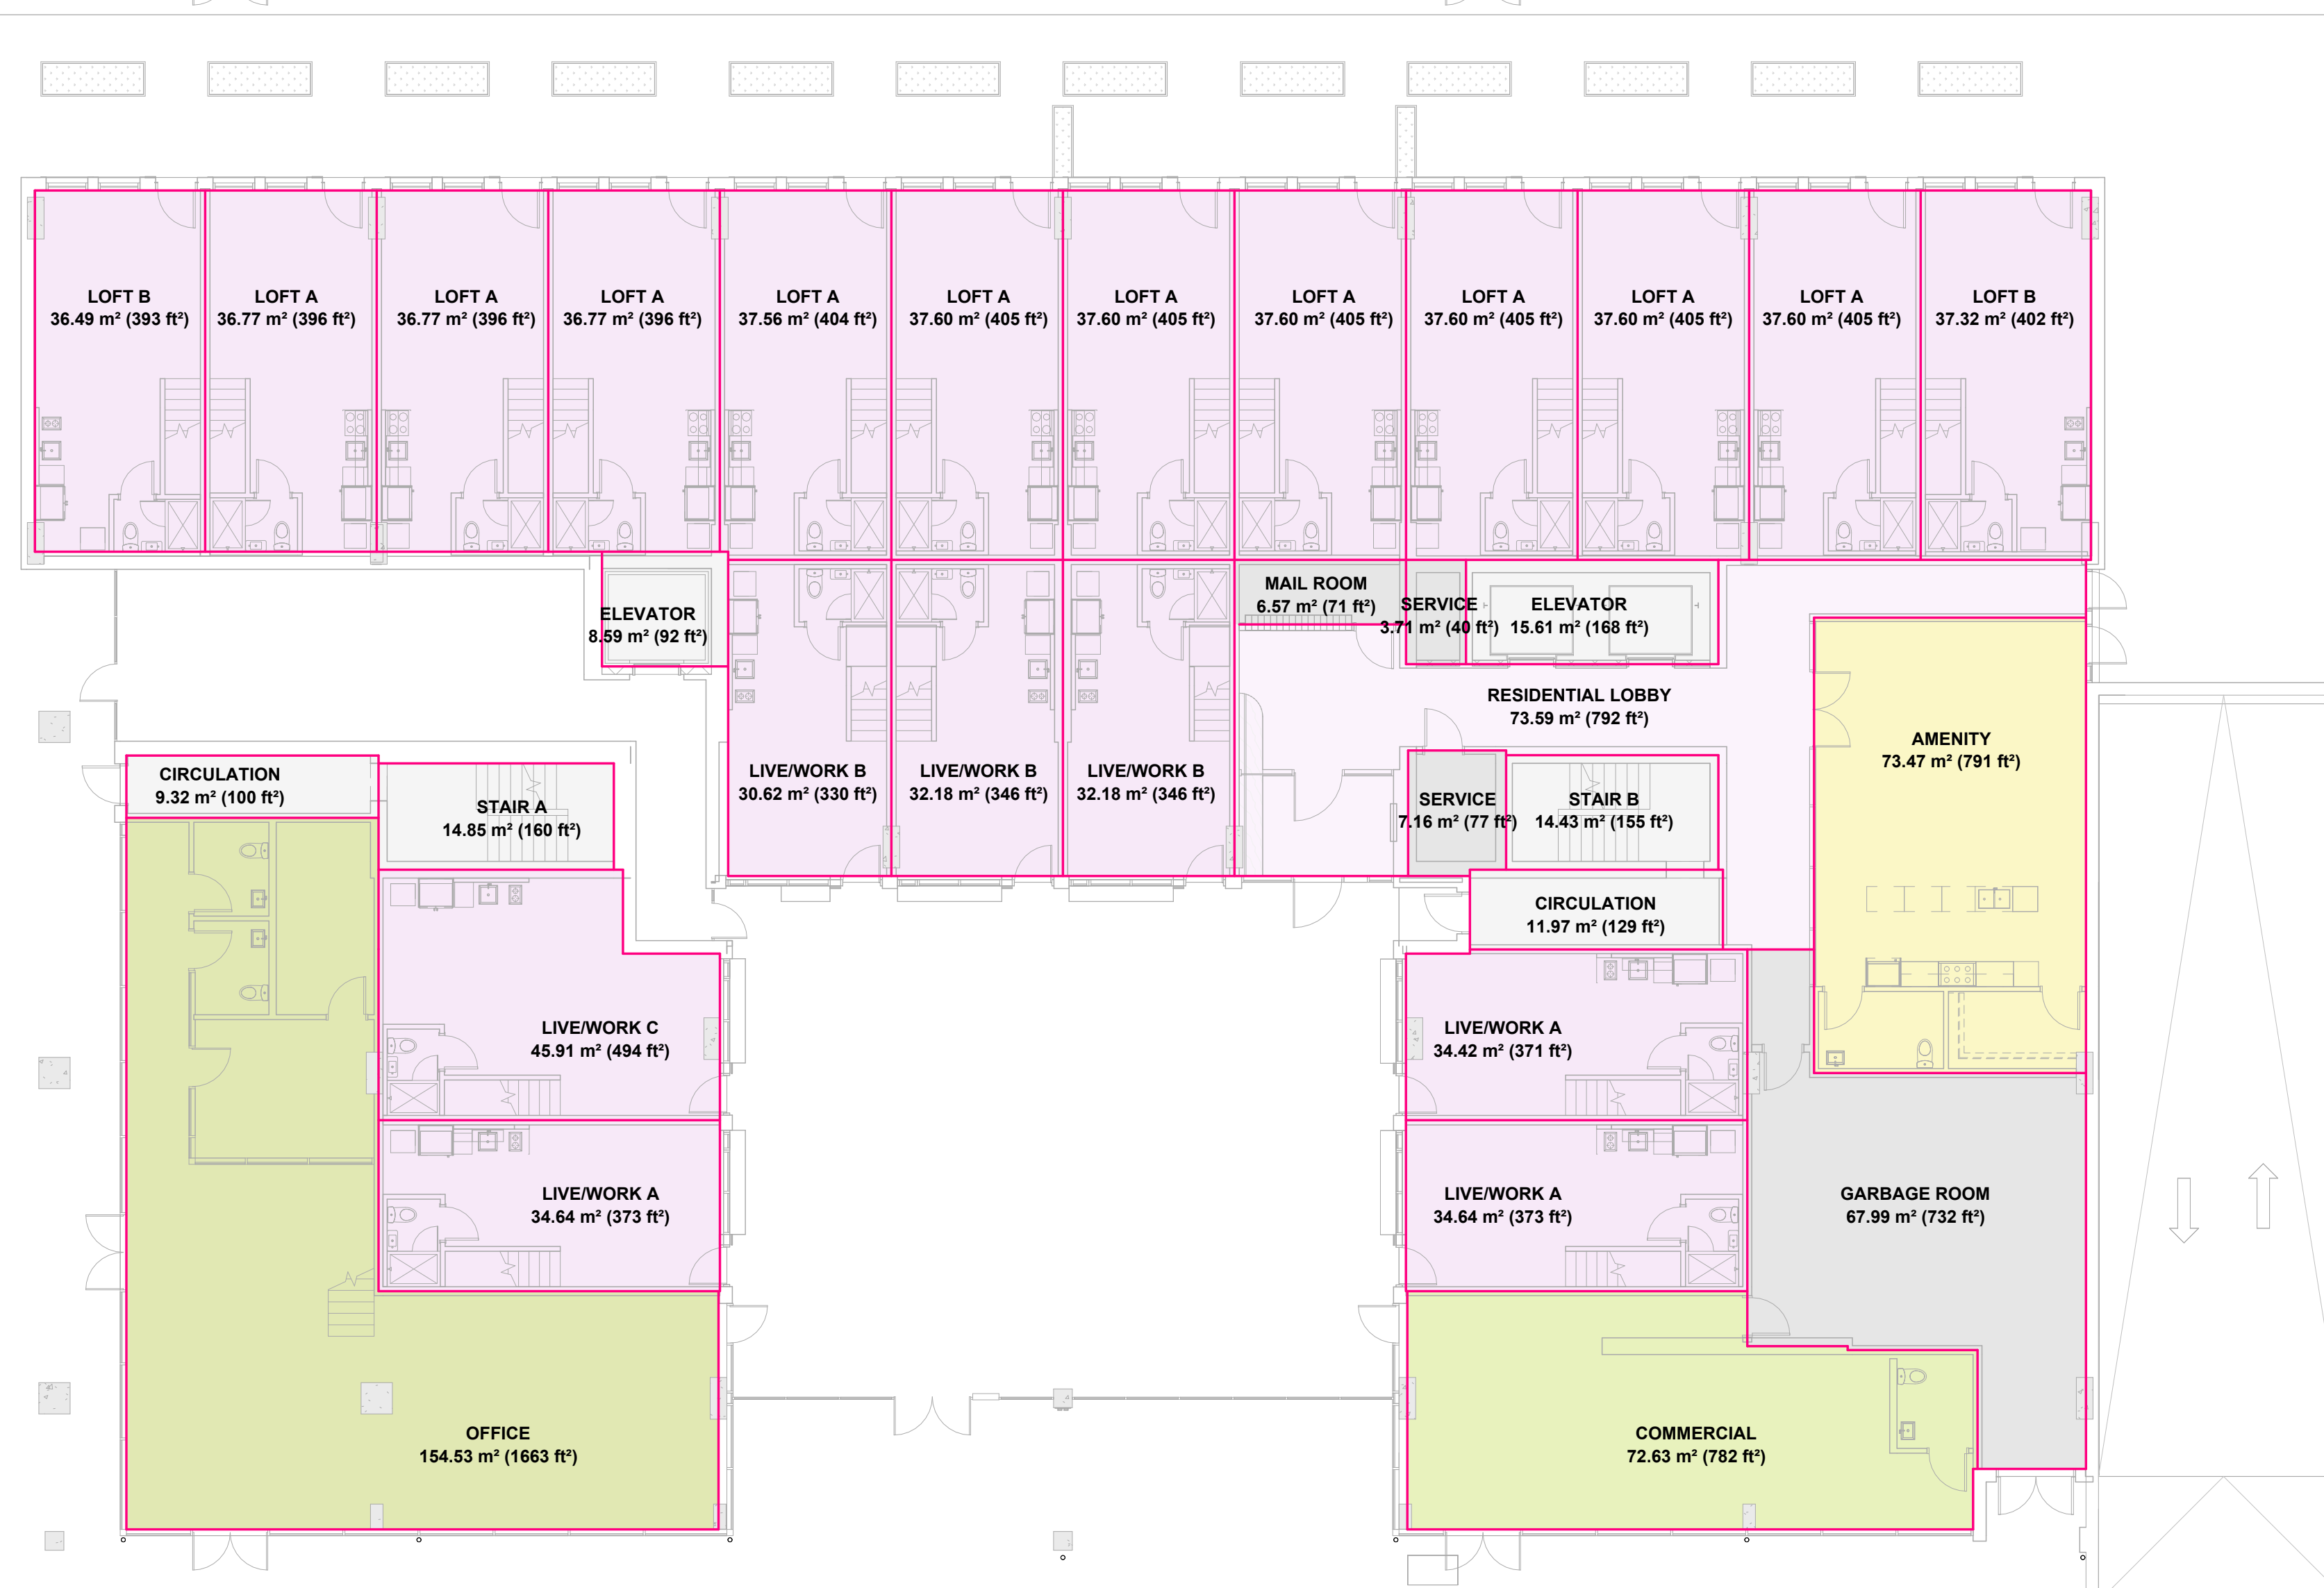 LOFT B
36.49 m² (393 ft²)
LOFT A
36.77 m² (396 ft²)
LOFT A
36.77 m² (396 ft²)
LOFT A
36.77 m² (396 ft²)
LOFT A
37.56 m² (404 ft²)
LOFT A
37.60 m² (405 ft²)
LOFT A
37.60 m² (405 ft²)
LOFT A
37.60 m² (405 ft²)
LOFT A
37.60 m² (405 ft²)
LOFT A
37.60 m² (405 ft²)
LOFT A
37.60 m² (405 ft²)
LOFT B
37.32 m² (402 ft²)
ELEVATOR
8.59 m² (92 ft²)
MAIL ROOM
6.57 m² (71 ft²)
SERVICE
3.71 m² (40 ft²)
ELEVATOR
15.61 m² (168 ft²)
RESIDENTIAL LOBBY
73.59 m² (792 ft²)
AMENITY
73.47 m² (791 ft²)
CIRCULATION
9.32 m² (100 ft²)
STAIR A
14.85 m² (160 ft²)
LIVE/WORK B
30.62 m² (330 ft²)
LIVE/WORK B
32.18 m² (346 ft²)
LIVE/WORK B
32.18 m² (346 ft²)
SERVICE
7.16 m² (77 ft²)
STAIR B
14.43 m² (155 ft²)
CIRCULATION
11.97 m² (129 ft²)
LIVE/WORK C
45.91 m² (494 ft²)
LIVE/WORK A
34.42 m² (371 ft²)
LIVE/WORK A
34.64 m² (373 ft²)
LIVE/WORK A
34.64 m² (373 ft²)
GARBAGE ROOM
67.99 m² (732 ft²)
OFFICE
154.53 m² (1663 ft²)
COMMERCIAL
72.63 m² (782 ft²)